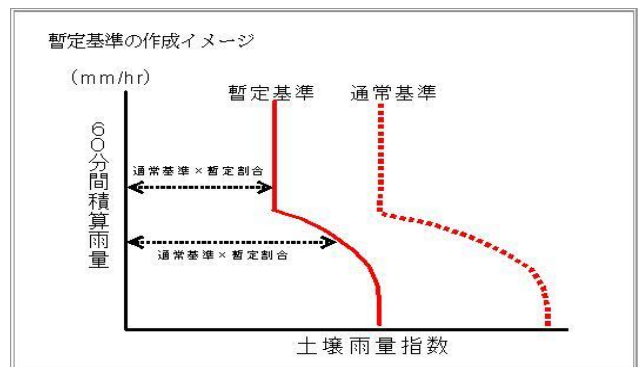 暫定基準の作成イメージ
(mm/hr)
暫定基準
通常基準
60分間積算雨量
通常基準×暫定割合
通常基準×暫定割合
土壌雨量指数